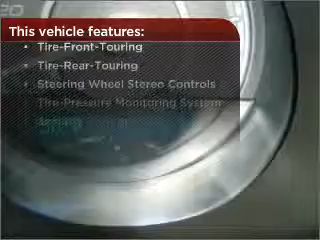 This vehicle features:
• Tire-Front-Touring
• Tire-Rear-Touring
• Steering Wheel Stereo Controls
• Tire-Pressure Monitoring System